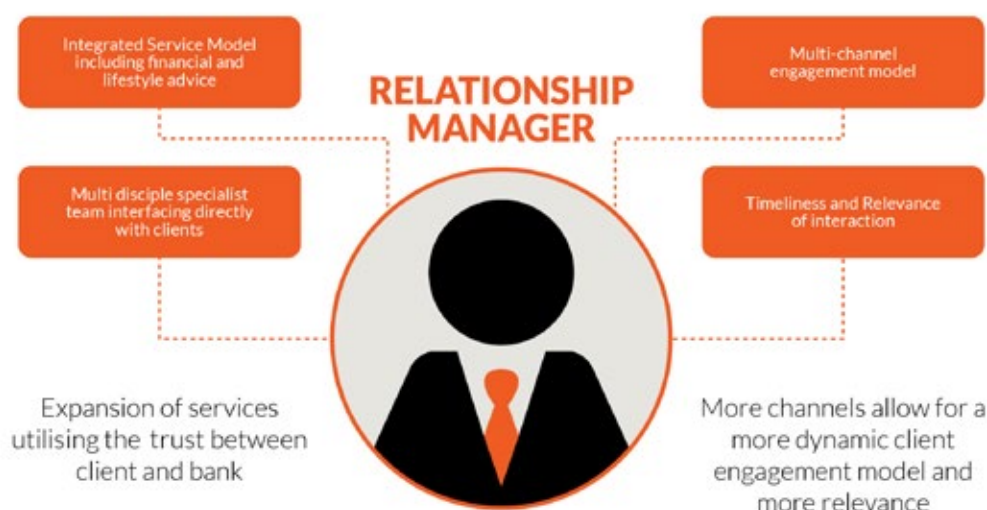 Integrated Service Model
including financial and
lifestyle advice
RELATIONSHIP
MANAGER
Multi-channel
engagement model
Multi disciple specialist
team interfacing directly
with clients
Timeliness and Relevance
of interaction
Expansion of services
utilising the trust between
client and bank
More channels allow for a
more dynamic client
engagement model and
more relevance